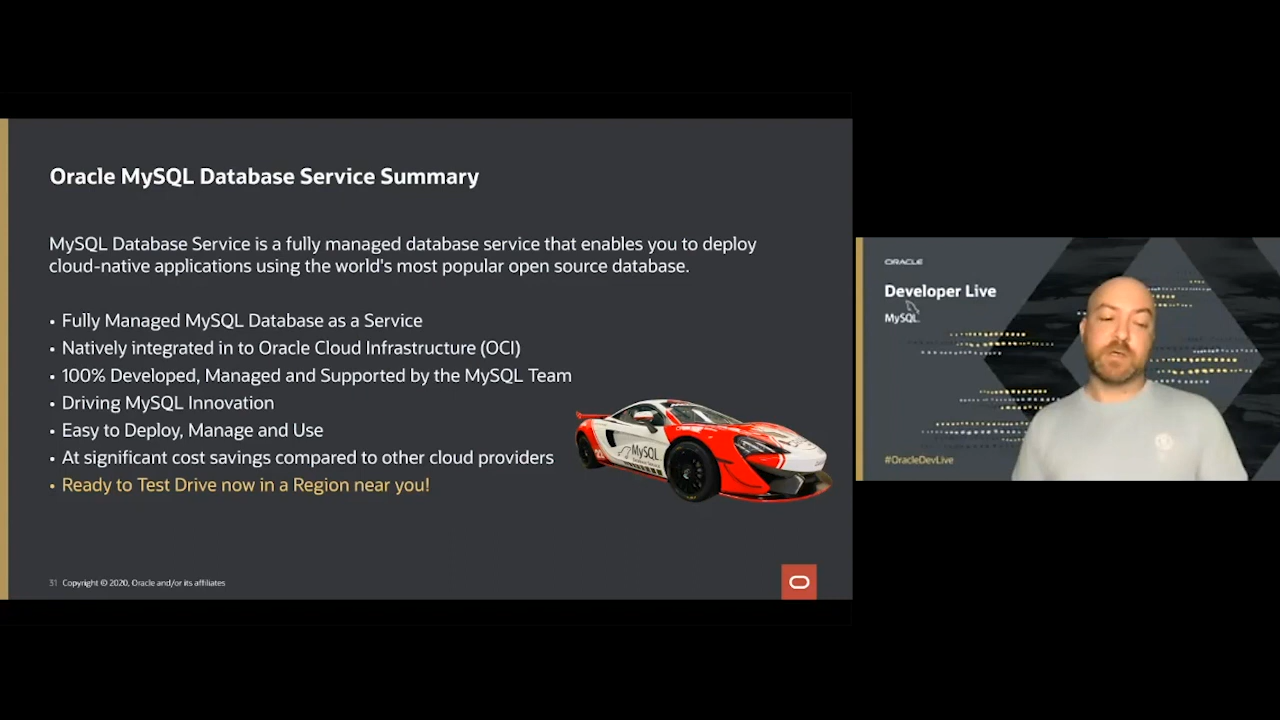 Oracle MySQL Database Service Summary
MySQL Database Service is a fully managed database service that enables you to deploy
cloud-native applications using the world's most popular open source database.
• Fully Managed MySQL Database as a Service
• Natively integrated in to Oracle Cloud Infrastructure (OCI)
• 100% Developed, Managed and Supported by the MySQL Team
• Driving MySQL Innovation
• Easy to Deploy, Manage and Use
• At significant cost savings compared to other cloud providers
• Ready to Test Drive now in a Region near you!
MySQL
31 Copyright © 2020, Oracle and/or its affiliates
ORACLE
Developer Live
MySQL
#OracleDevLive